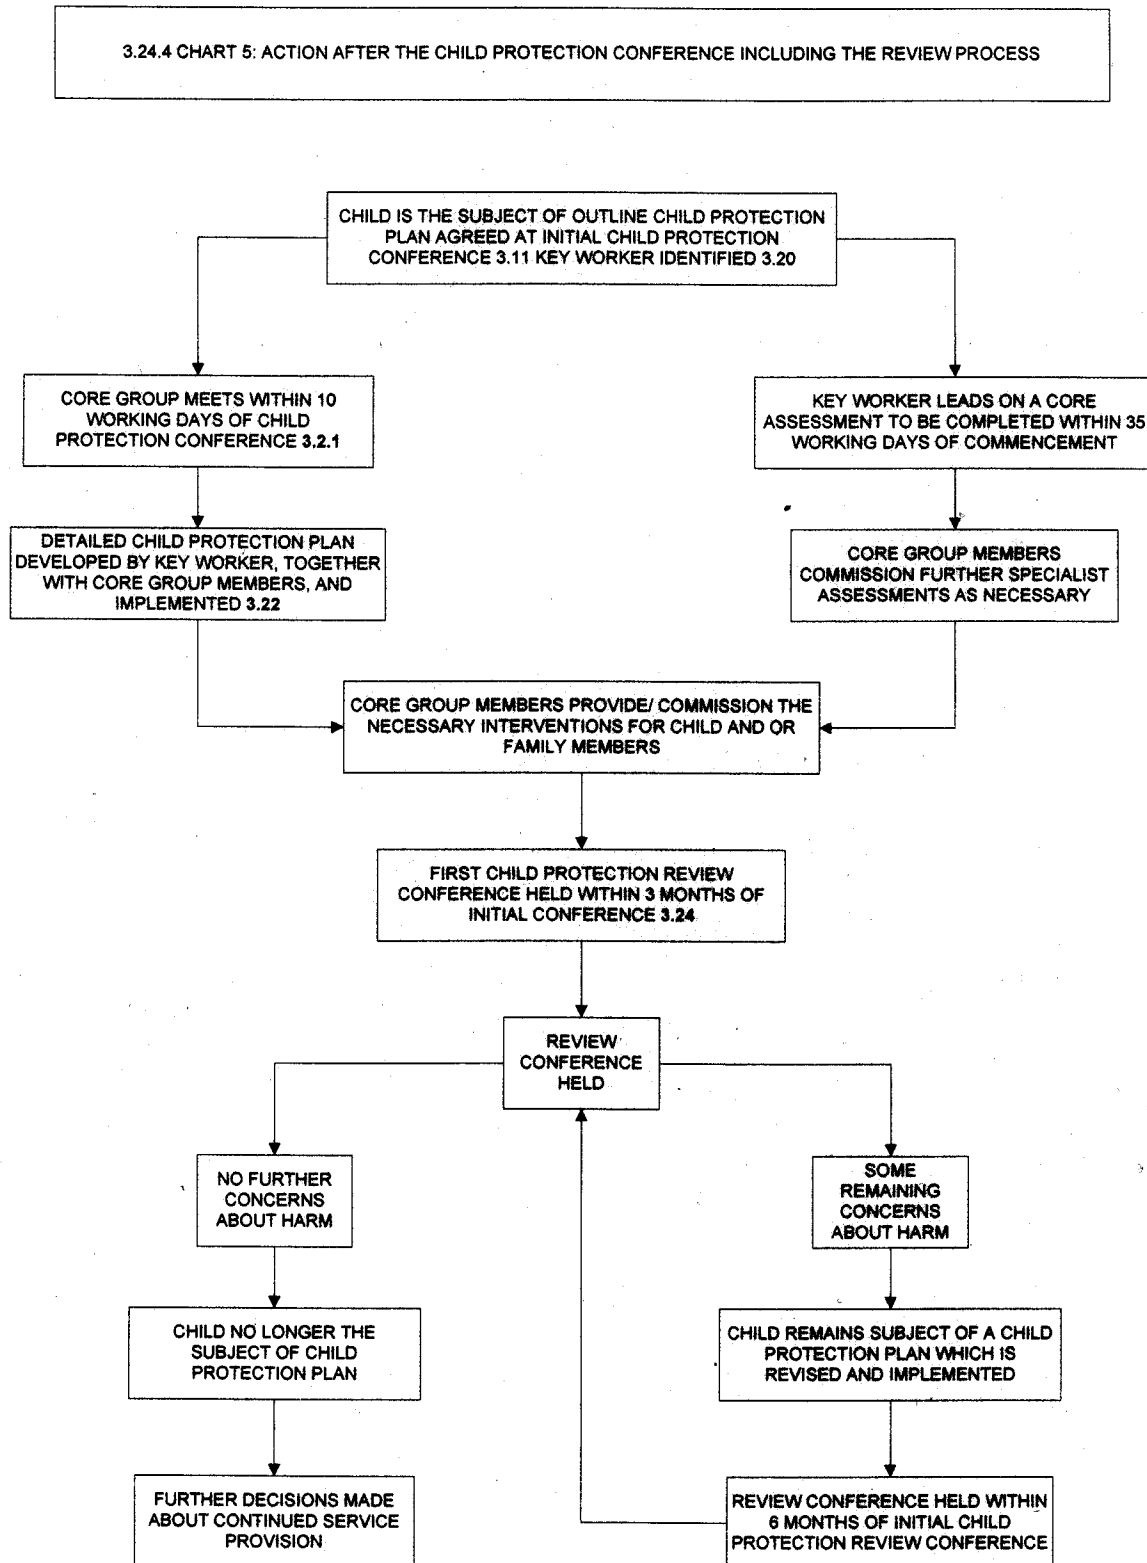 3.24.4 CHART 5: ACTION AFTER THE CHILD PROTECTION CONFERENCE INCLUDING THE REVIEW PROCESS
CHILD IS THE SUBJECT OF OUTLINE CHILD PROTECTION
PLAN AGREED AT INITIAL CHILD PROTECTION
CONFERENCE 3.11 KEY WORKER IDENTIFIED 3.20
CORE GROUP MEETS WITHIN 10
WORKING DAYS OF CHILD
PROTECTION CONFERENCE 3.2.1
KEY WORKER LEADS ON A CORE
ASSESSMENT TO BE COMPLETED WITHIN 35
WORKING DAYS OF COMMENCEMENT
DETAILED CHILD PROTECTION PLAN
DEVELOPED BY KEY WORKER, TOGETHER
WITH CORE GROUP MEMBERS, AND
IMPLEMENTED 3.22
CORE GROUP MEMBERS
COMMISSION FURTHER SPECIALIST
ASSESSMENTS AS NECESSARY
CORE GROUP MEMBERS PROVIDE/ COMMISSION THE
NECESSARY INTERVENTIONS FOR CHILD AND OR
FAMILY MEMBERS
FIRST CHILD PROTECTION REVIEW
CONFERENCE HELD WITHIN 3 MONTHS OF
INITIAL CONFERENCE 3.24
REVIEW
CONFERENCE
HELD
NO FURTHER
CONCERNS
ABOUT HARM
SOME
REMAINING
CONCERNS
ABOUT HARM
CHILD NO LONGER THE
SUBJECT OF CHILD
PROTECTION PLAN
CHILD REMAINS SUBJECT OF A CHILD
PROTECTION PLAN WHICH IS
REVISED AND IMPLEMENTED
FURTHER DECISIONS MADE
ABOUT CONTINUED SERVICE
PROVISION
REVIEW CONFERENCE HELD WITHIN
6 MONTHS OF INITIAL CHILD
PROTECTION REVIEW CONFERENCE